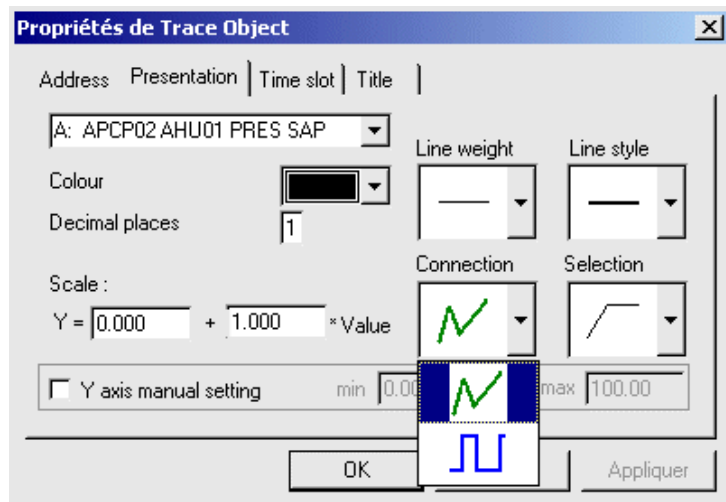 Propriétés de Trace Object
Address Presentation Time slot Title
A: APCP02 AHU01 PRES SAP
Line weight Line style
Colour
Decimal places 1
Connection Selection
Scale :
Y = 0.000 + 1.000 * Value
Y axis manual setting min 0.00 max 100.00
OK Appliquer